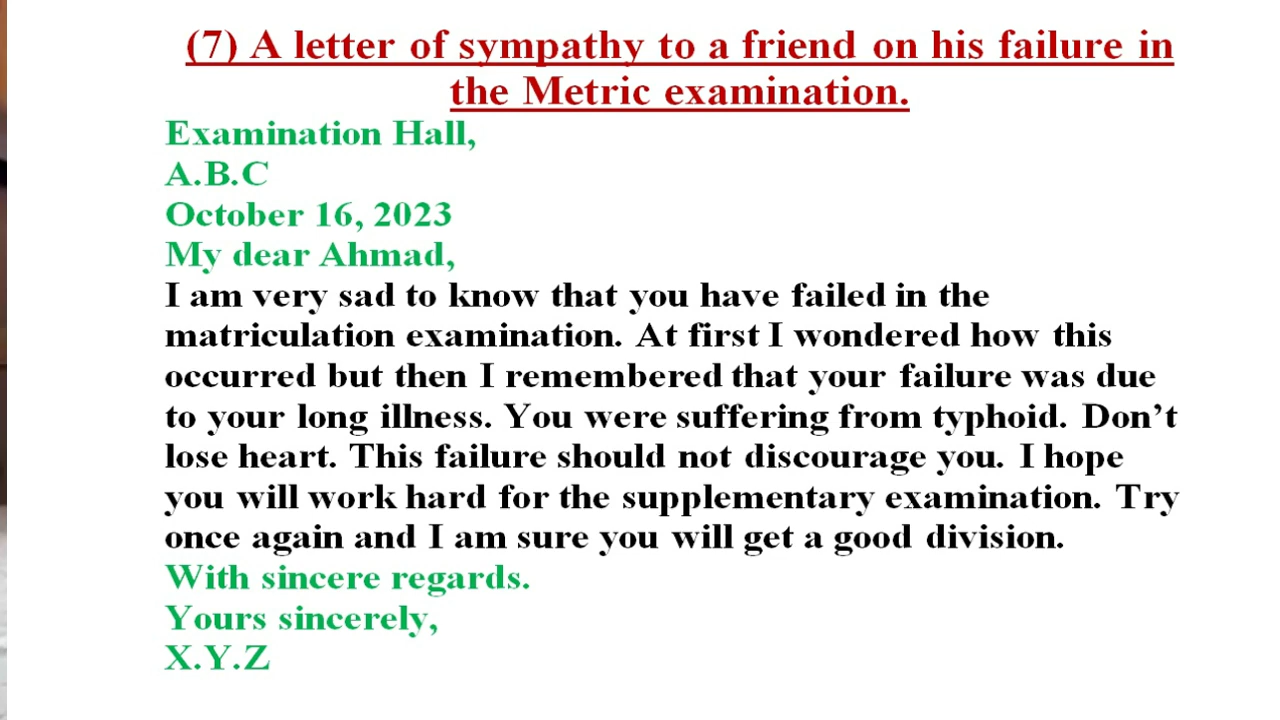 (7) A letter of sympathy to a friend on his failure in
the Metric examination.
Examination Hall,
A.B.C
October 16, 2023
My dear Ahmad,
I am very sad to know that you have failed in the
matriculation examination. At first I wondered how this
occurred but then I remembered that your failure was due
to your long illness. You were suffering from typhoid. Don’t
lose heart. This failure should not discourage you. I hope
you will work hard for the supplementary examination. Try
once again and I am sure you will get a good division.
With sincere regards.
Yours sincerely,
X.Y.Z